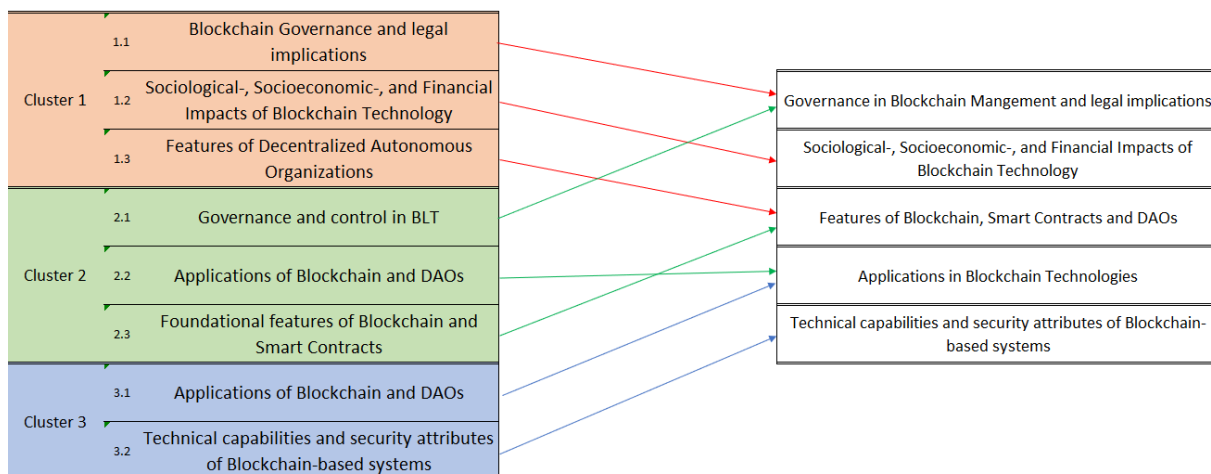 Cluster 1
1.1
Blockchain Governance and legal
implications
1.2
Sociological-, Socioeconomic-, and Financial
Impacts of Blockchain Technology
1.3
Features of Decentralized Autonomous
Organizations
Cluster 2
2.1
Governance and control in BLT
2.2
Applications of Blockchain and DAOs
2.3
Foundational features of Blockchain and
Smart Contracts
Cluster 3
3.1
Applications of Blockchain and DAOs
3.2
Technical capabilities and security attributes
of Blockchain-based systems
Governance in Blockchain Mangement and legal implications
Sociological-, Socioeconomic-, and Financial Impacts of
Blockchain Technology
Features of Blockchain, Smart Contracts and DAOs
Applications in Blockchain Technologies
Technical capabilities and security attributes of Blockchain-
based systems